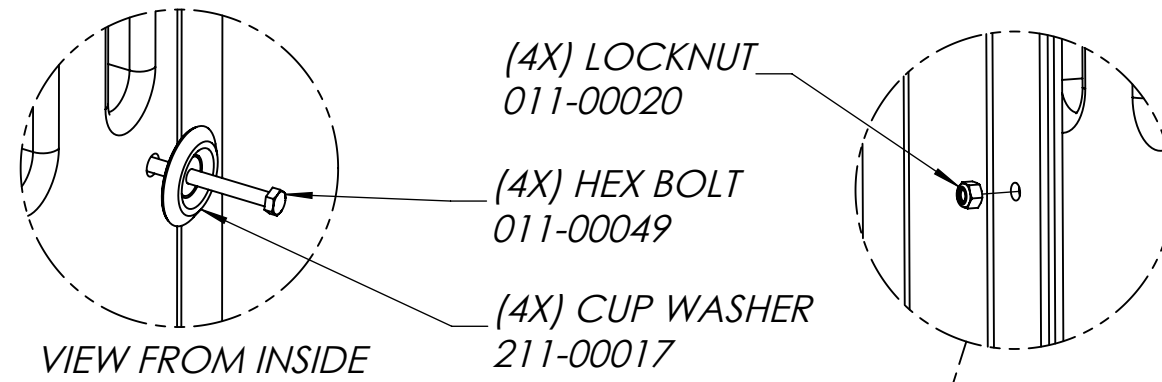 (4X) LOCKNUT
011-00020
(4X) HEX BOLT
011-00049
(4X) CUP WASHER
211-00017
VIEW FROM INSIDE